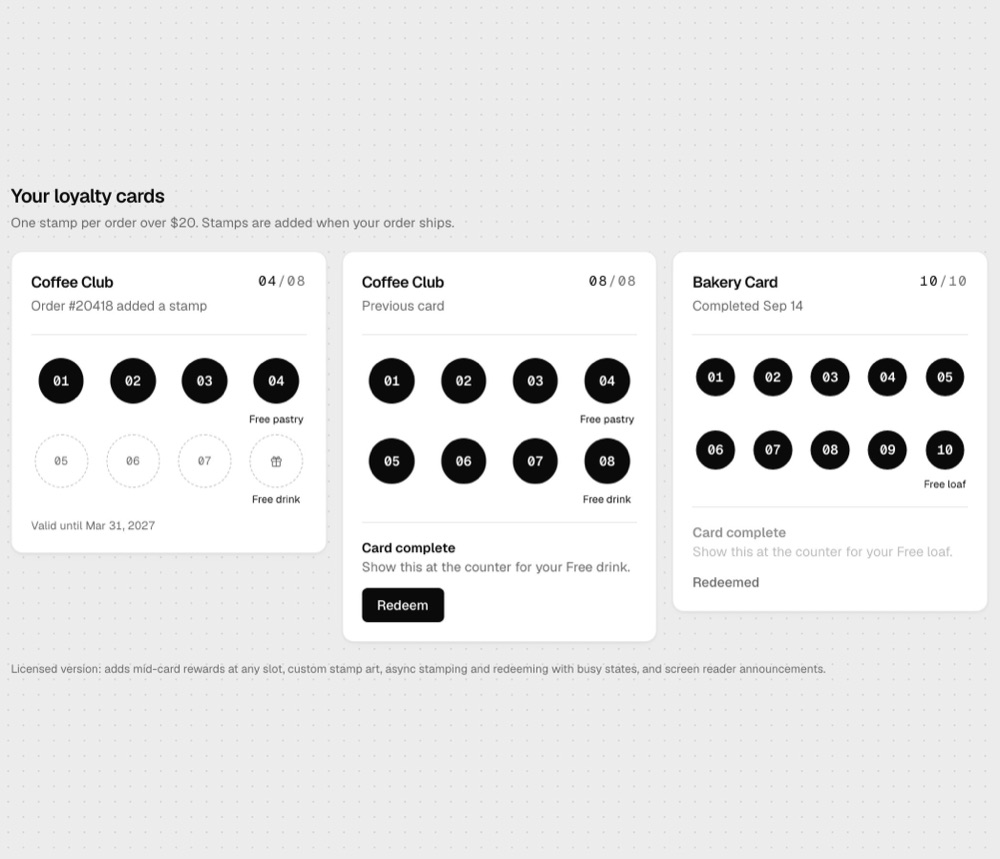 Your loyalty cards
One stamp per order over $20. Stamps are added when your order ships.
Coffee Club
04/08
Order #20418 added a stamp
01 02 03 04
Free pastry
05 06 07
Free drink
Valid until Mar 31, 2027
Coffee Club
08/08
Previous card
01 02 03 04
Free pastry
05 06 07 08
Free drink
Card complete
Show this at the counter for your Free drink.
Redeem
Bakery Card
10/10
Completed Sep 14
01 02 03 04 05
06 07 08 09 10
Free loaf
Card complete
Show this at the counter for your Free loaf.
Redeemed
Licensed version: adds mid-card rewards at any slot, custom stamp art, async stamping and redeeming with busy states, and screen reader announcements.